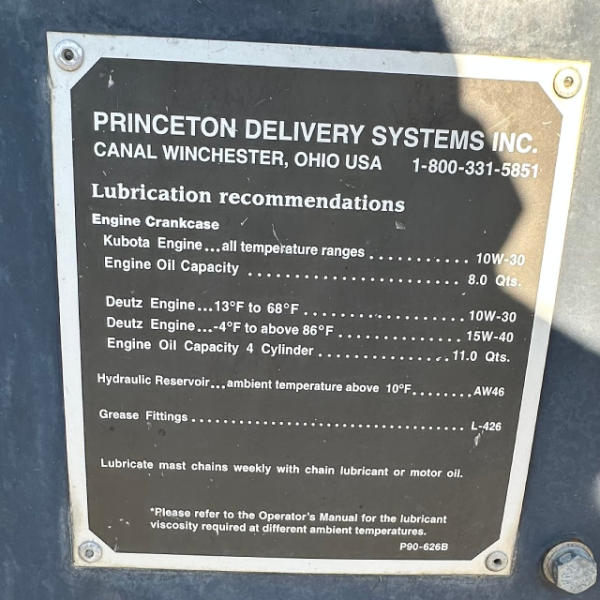 PRINCETON DELIVERY SYSTEMS INC.
CANAL WINCHESTER, OHIO USA 1-800-331-5851
Lubrication recommendations
Engine Crankcase
Kubota Engine...all temperature ranges ........... 10W-30
Engine Oil Capacity ........................ 8.0 Qts.
Deutz Engine...13°F to 68°F ................. 10W-30
Deutz Engine...-4°F to above 86°F ............. 15W-40
Engine Oil Capacity 4 Cylinder ............... 11.0 Qts.
Hydraulic Reservoir...ambient temperature above 10°F ........ AW46
Grease Fittings ...................................... L-426
Lubricate mast chains weekly with chain lubricant or motor oil.
*Please refer to the Operator's Manual for the lubricant
viscosity required at different ambient temperatures.
P90-626B